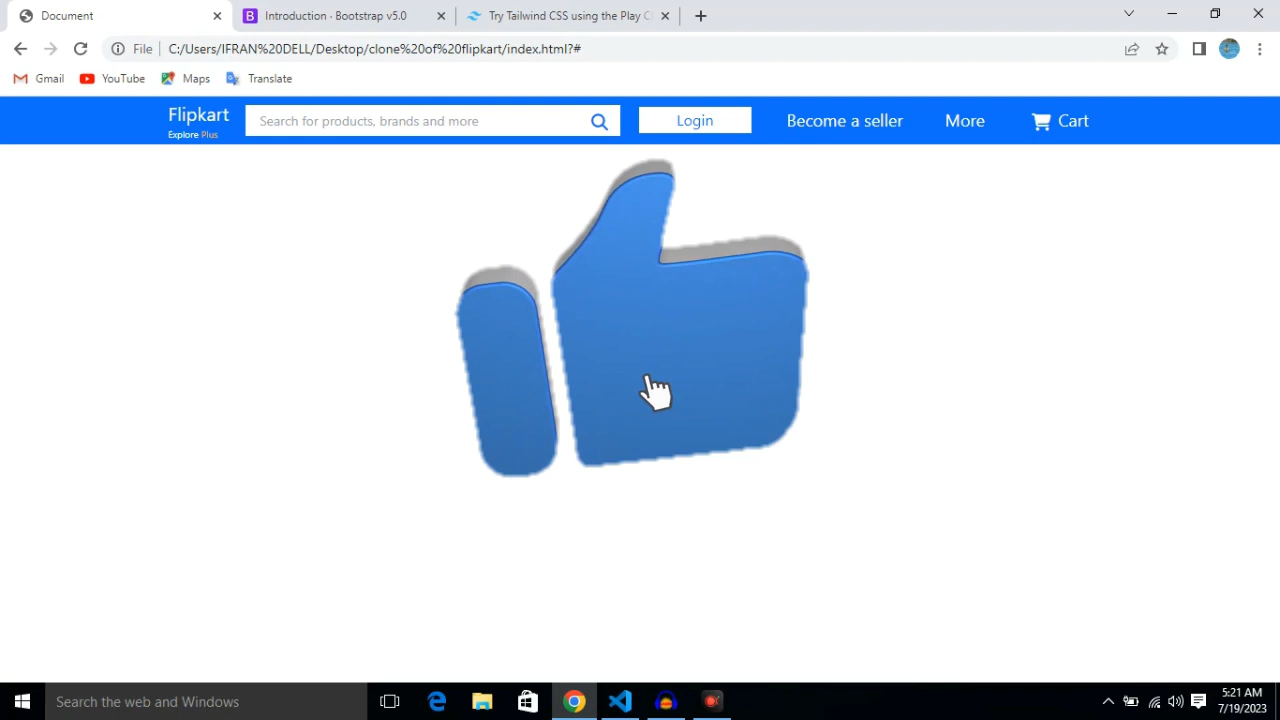 Document
Introduction · Bootstrap v5.0
Try Tailwind CSS using the Play C
File
C:/Users/IFRAN%20DELL/Desktop/clone%20of%20flipkart/index.html?#
Gmail
YouTube
Maps
Translate
Flipkart
Explore Plus
Search for products, brands and more
Login
Become a seller
More
Cart
Search the web and Windows
5:21 AM
7/19/2023